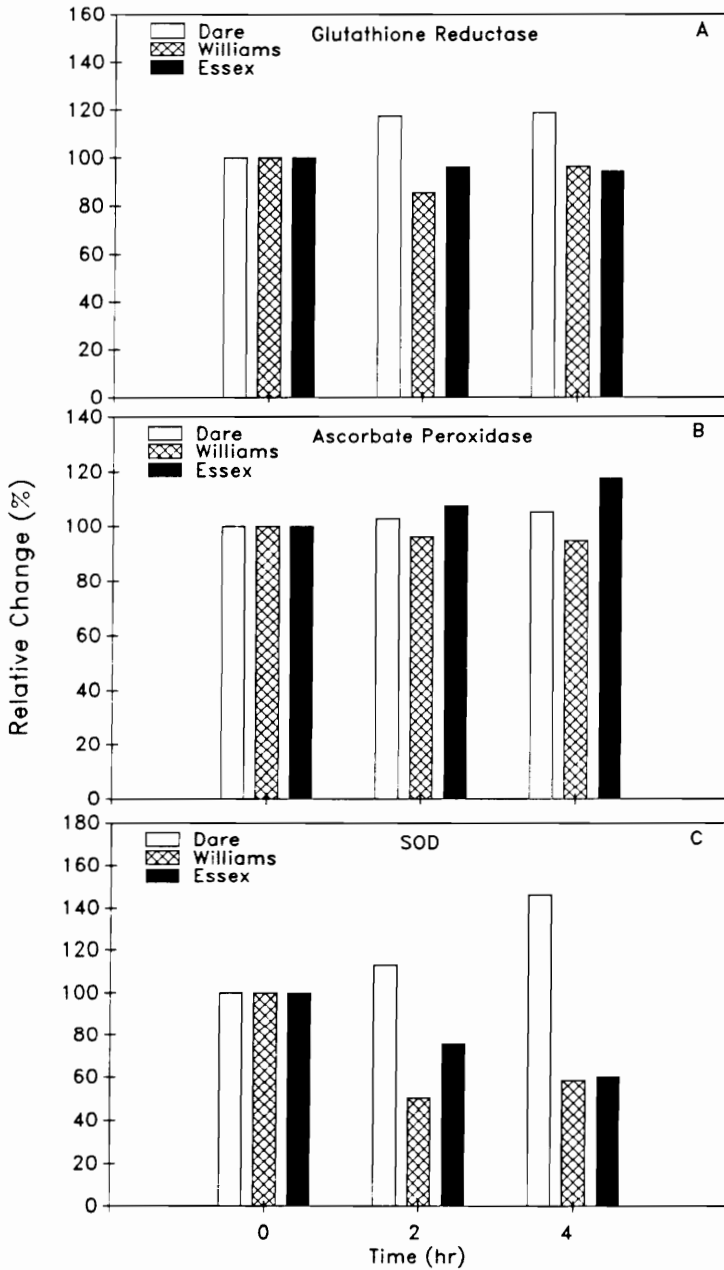 160
140
120
100
80
60
40
20
0
Dare
Williams
Essex
Glutathione Reductase
A
140
120
100
80
60
40
20
0
Dare
Williams
Essex
Ascorbate Peroxidase
B
Relative Change (%)
180
160
140
120
100
80
60
40
20
0
Dare
Williams
Essex
SOD
C
0 2 4
Time (hr)